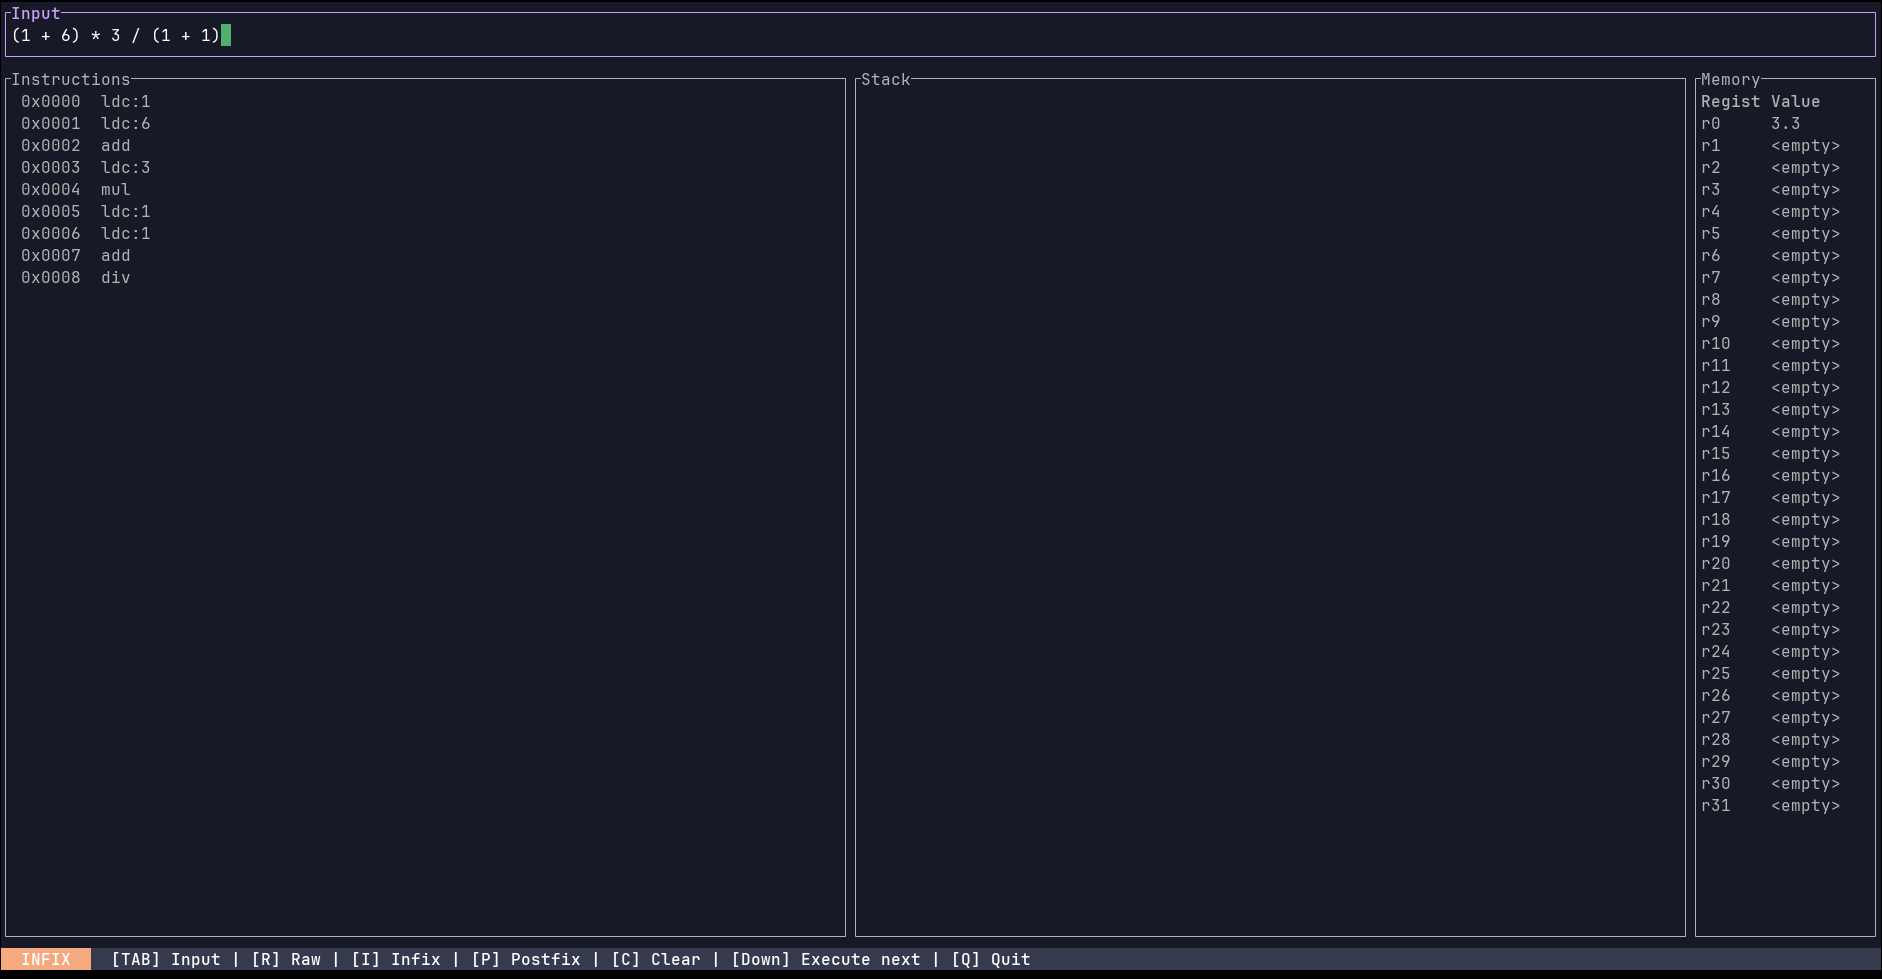 Input
(1 + 6) * 3 / (1 + 1)
Instructions
0x0000 ldc:1
0x0001 ldc:6
0x0002 add
0x0003 ldc:3
0x0004 mul
0x0005 ldc:1
0x0006 ldc:1
0x0007 add
0x0008 div
Stack
Memory
Regist Value
r0 3.3
r1 <empty>
r2 <empty>
r3 <empty>
r4 <empty>
r5 <empty>
r6 <empty>
r7 <empty>
r8 <empty>
r9 <empty>
r10 <empty>
r11 <empty>
r12 <empty>
r13 <empty>
r14 <empty>
r15 <empty>
r16 <empty>
r17 <empty>
r18 <empty>
r19 <empty>
r20 <empty>
r21 <empty>
r22 <empty>
r23 <empty>
r24 <empty>
r25 <empty>
r26 <empty>
r27 <empty>
r28 <empty>
r29 <empty>
r30 <empty>
r31 <empty>
INFIX [TAB] Input | [R] Raw | [I] Infix | [P] Postfix | [C] Clear | [Down] Execute next | [Q] Quit